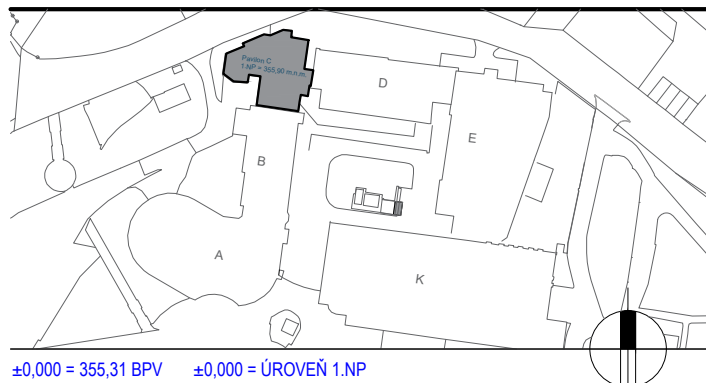 Pavilon C
1.NP = 355,90 m.n.m.
D
E
B
A
K
±0,000 = 355,31 BPV ±0,000 = ÚROVEŇ 1.NP